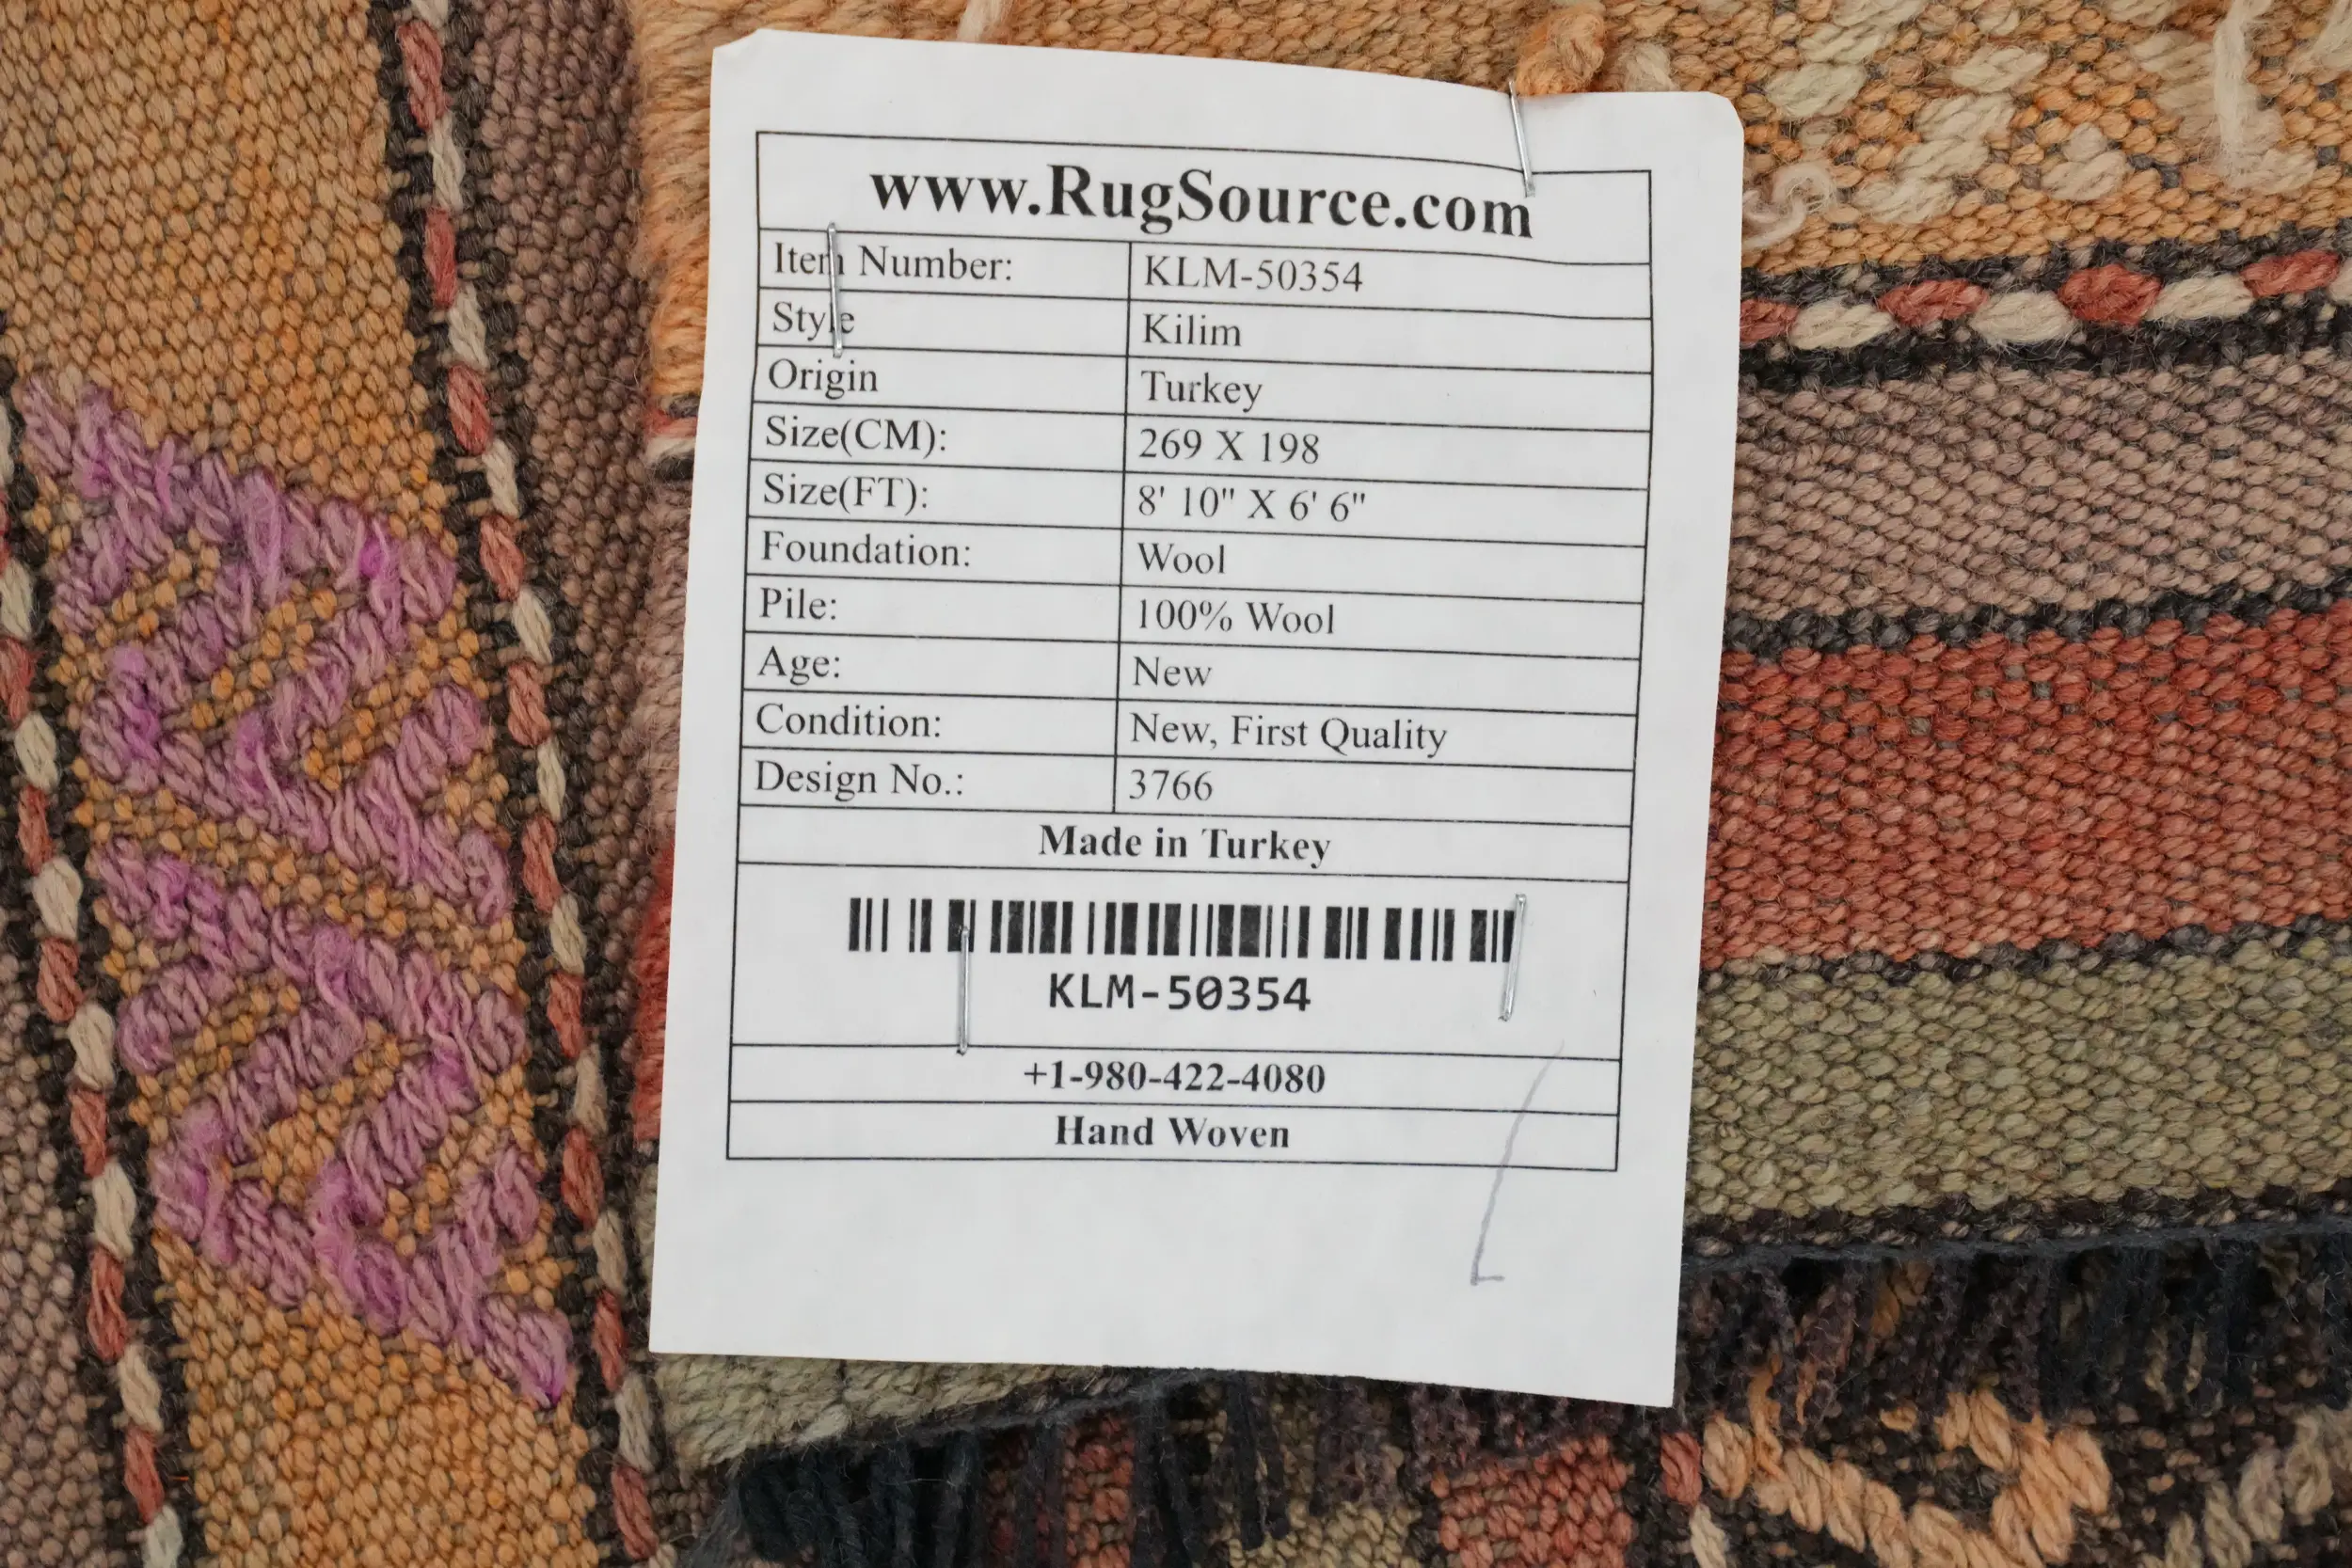 www.RugSource.com
Item Number: KLM-50354
Style Kilim
Origin Turkey
Size(CM): 269 X 198
Size(FT): 8' 10" X 6' 6"
Foundation: Wool
Pile: 100% Wool
Age: New
Condition: New, First Quality
Design No.: 3766
Made in Turkey
KLM-50354
+1-980-422-4080
Hand Woven